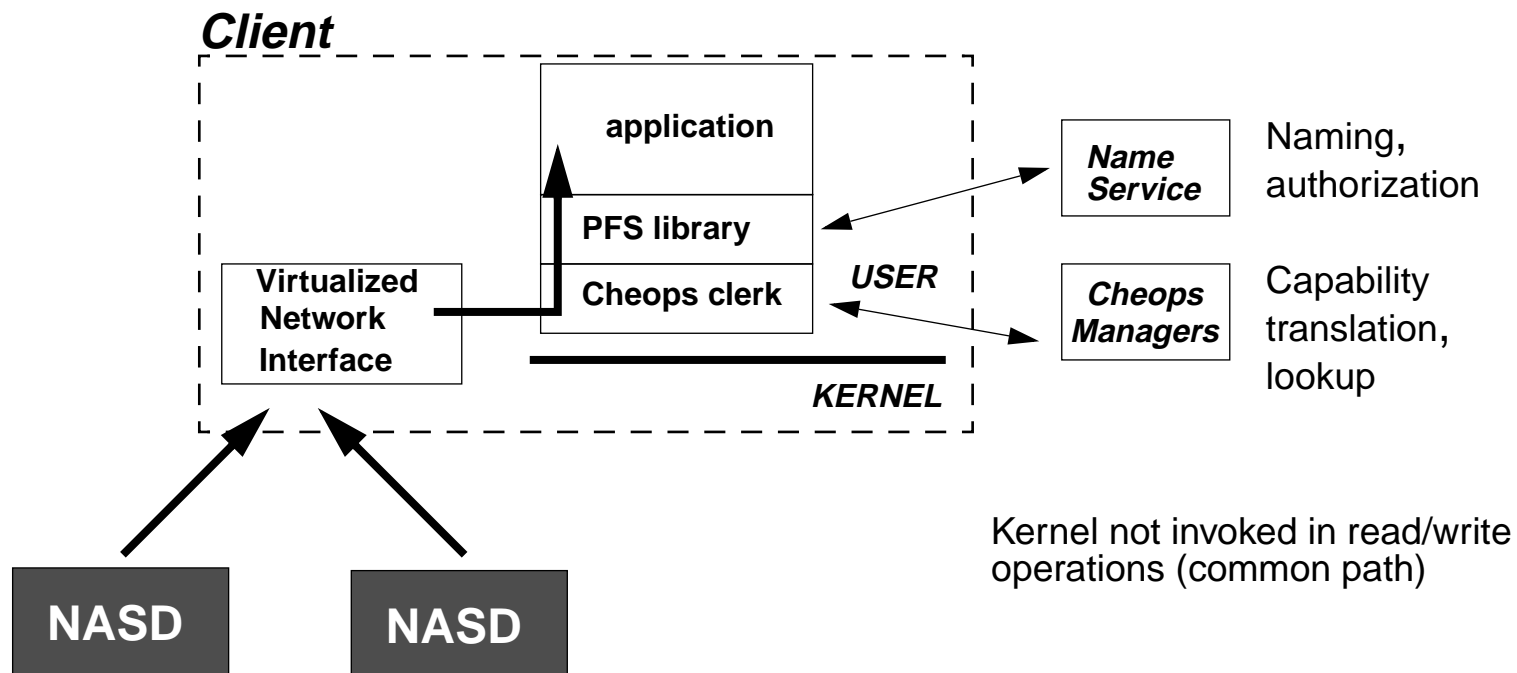 Client
application
PFS library
Cheops clerk
Virtualized
Network
Interface
USER
KERNEL
Name
Service
Naming,
authorization
Cheops
Managers
Capability
translation,
lookup
Kernel not invoked in read/write
operations (common path)
NASD
NASD